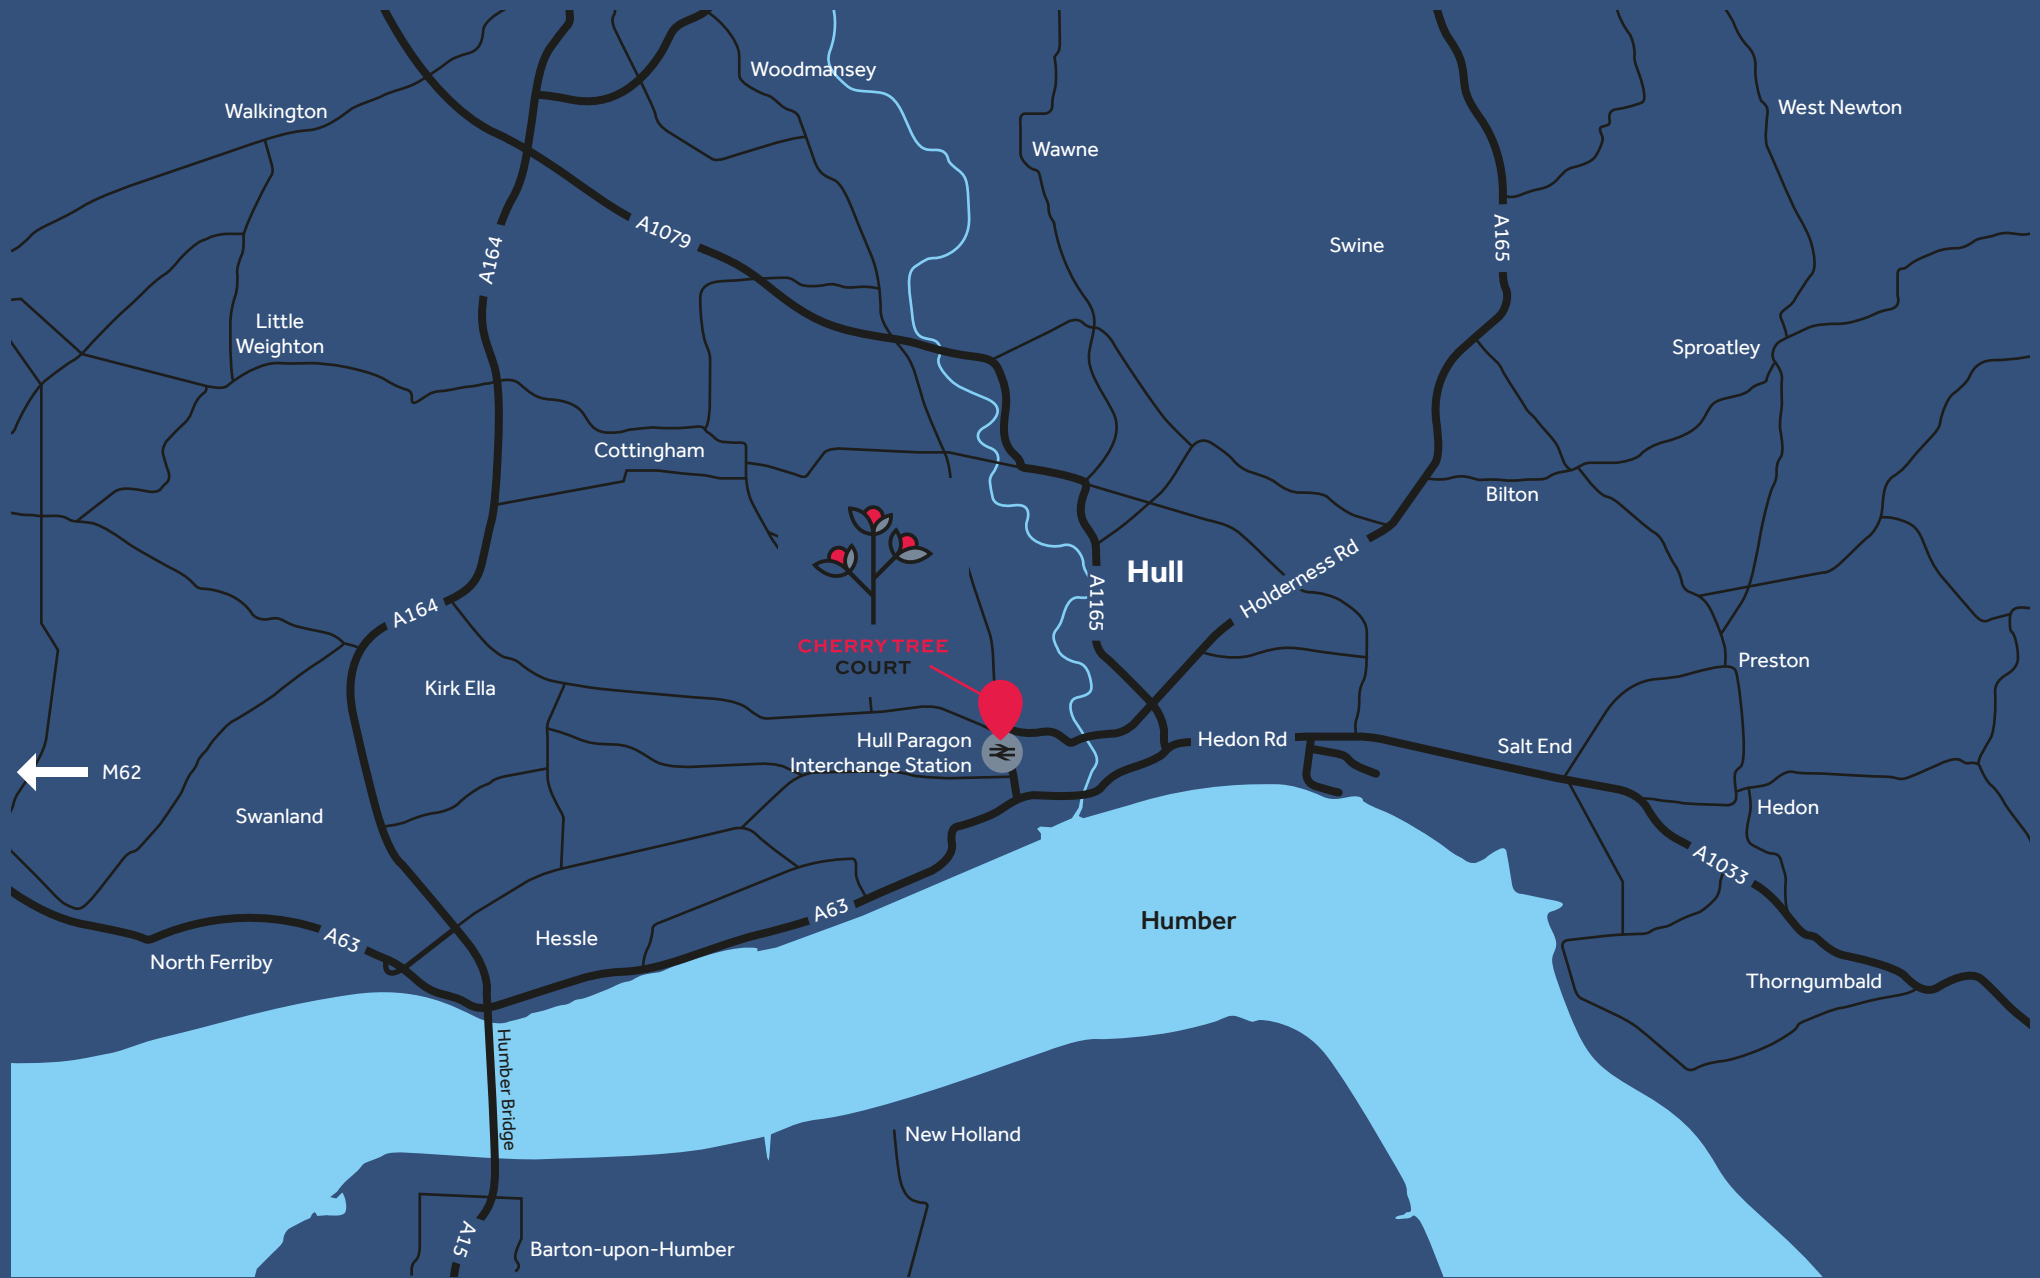 Woodmansey
Walkington
West Newton
Wawne
A1079
A164
A165
Swine
Little
Weighton
Sproatley
Cottingham
Bilton
Hull
Holderness Rd
A1165
A164
CHERRY TREE
COURT
Kirk Ella
Preston
Hull Paragon
Interchange Station
Hedon Rd
Salt End
M62
Swanland
Hedon
A1033
A63
Humber
A63
Hessle
North Ferriby
Thorngumbald
Humber Bridge
New Holland
A15
Barton-upon-Humber